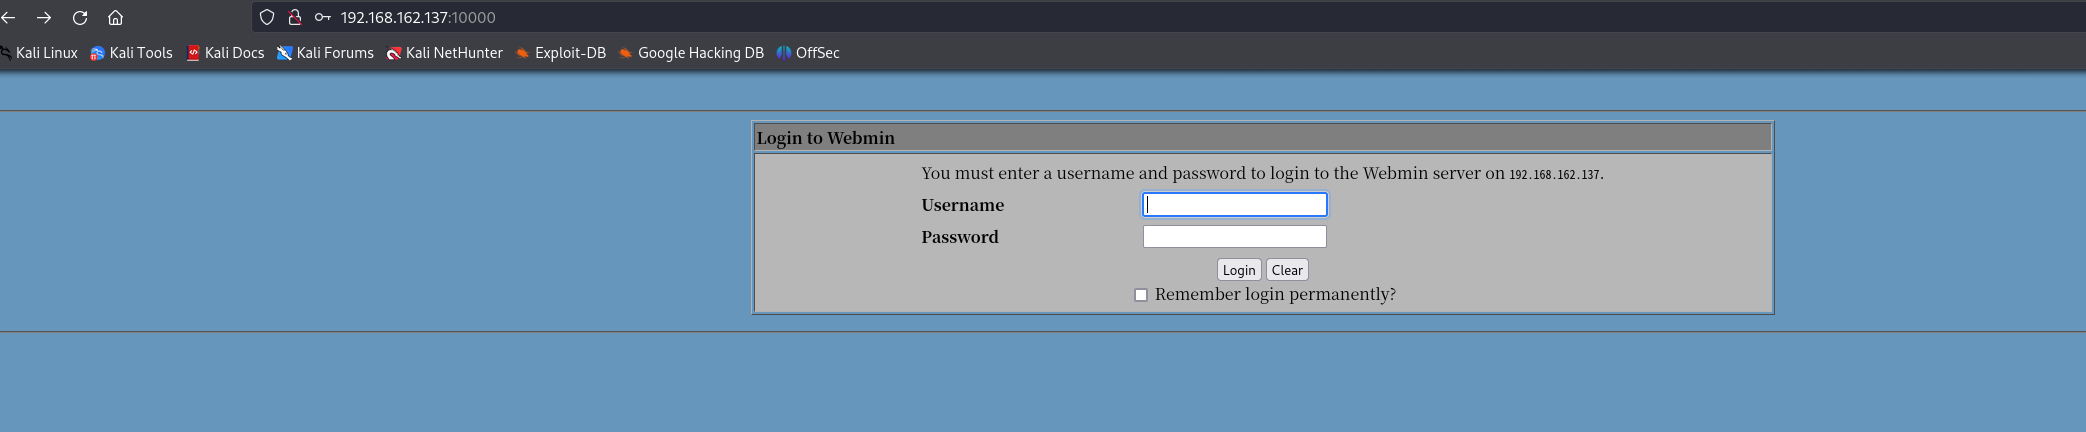 192.168.162.137:10000
Kali Linux Kali Tools Kali Docs Kali Forums Kali NetHunter Exploit-DB Google Hacking DB OffSec
Login to Webmin
You must enter a username and password to login to the Webmin server on 192.168.162.137.
Username
Password
Login Clear
Remember login permanently?